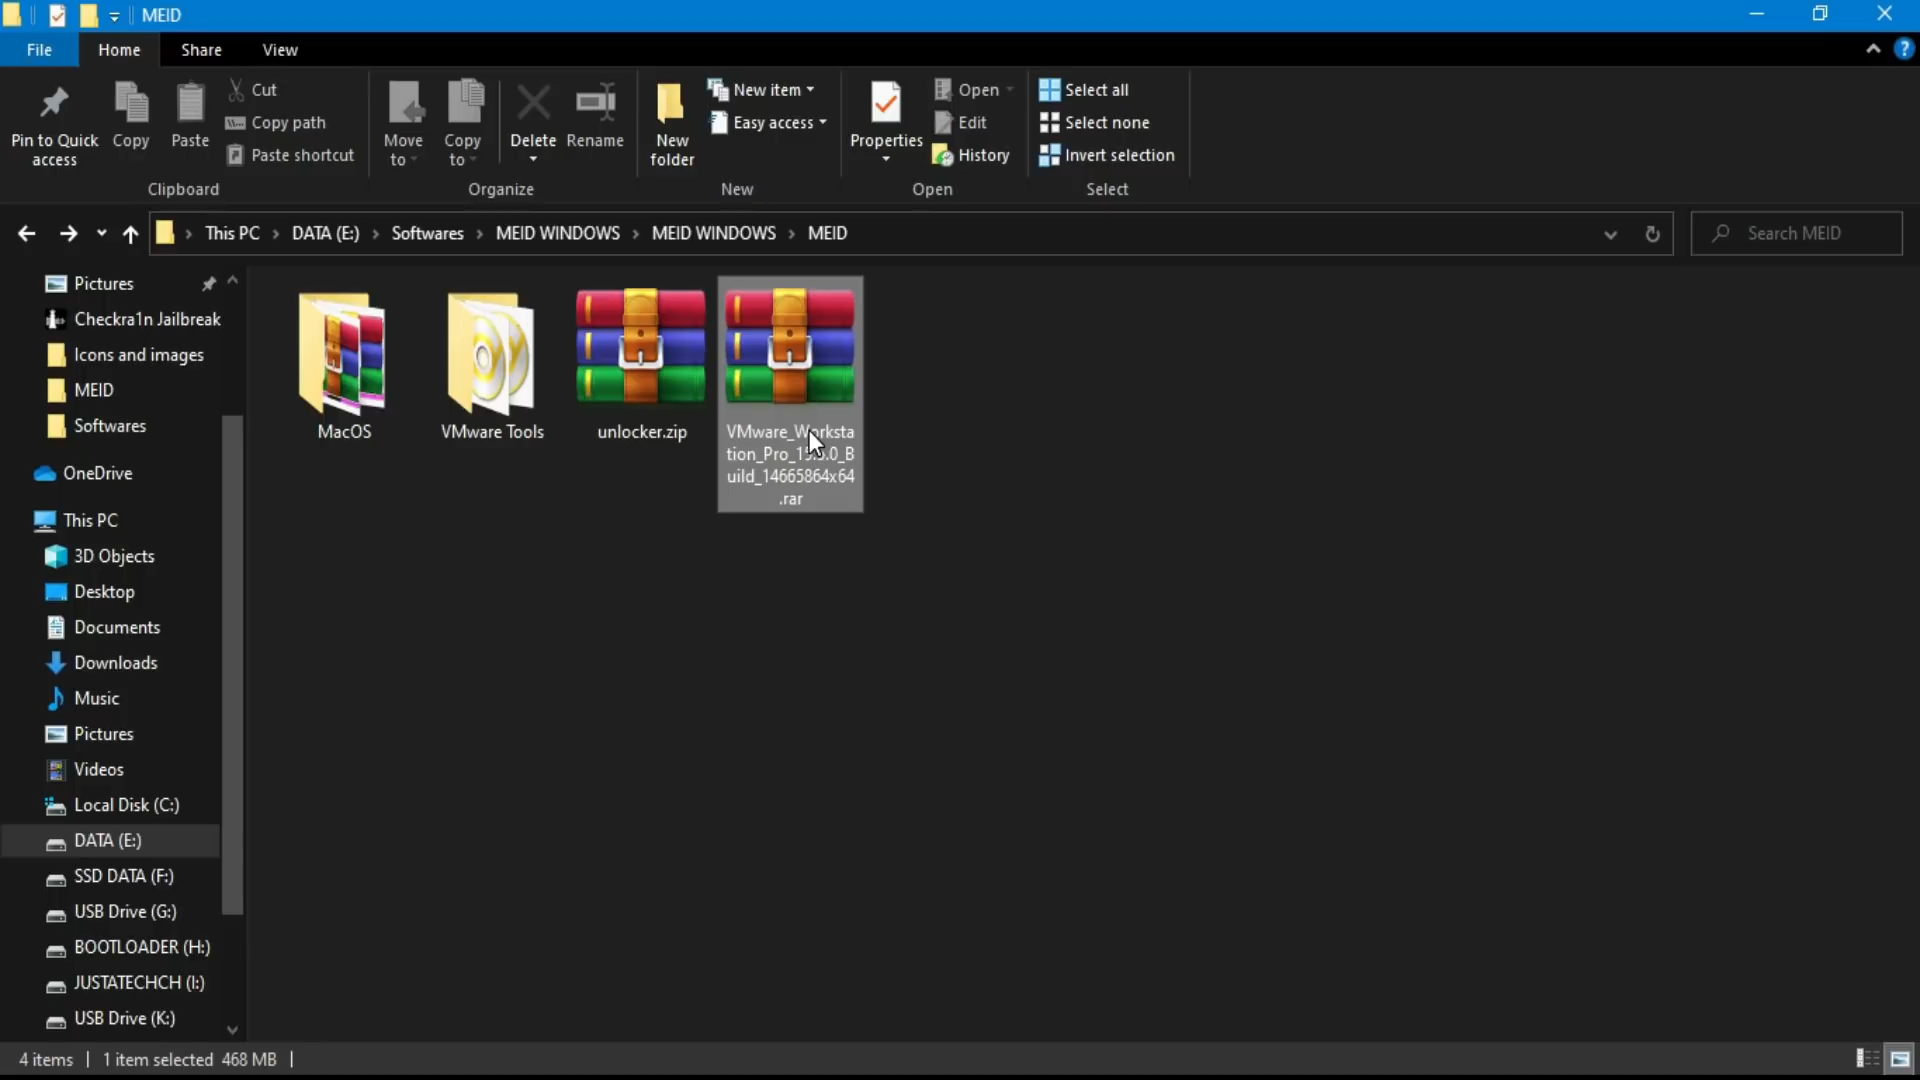 MEID
File
Home
Share
View
Pin to Quick
access
Copy
Paste
Cut
Copy path
Paste shortcut
Clipboard
Move
to
Copy
to
Delete
Rename
Organize
New
folder
New item
Easy access
New
Properties
Open
Edit
History
Open
Select all
Select none
Invert selection
Select
This PC > DATA (E:) > Softwares > MEID WINDOWS > MEID WINDOWS > MEID
Search MEID
Pictures
Checkra1n Jailbreak
Icons and images
MEID
Softwares
OneDrive
This PC
3D Objects
Desktop
Documents
Downloads
Music
Pictures
Videos
Local Disk (C:)
DATA (E:)
SSD DATA (F:)
USB Drive (G:)
BOOTLOADER (H:)
JUSTATECHCH (I:)
USB Drive (K:)
MacOS
VMware Tools
unlocker.zip
VMware_Worksta
uild_14665864x64
.rar
4 items
1 item selected 468 MB